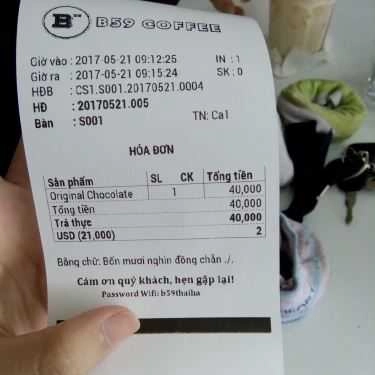 B
B59 COFFEE
Giờ vào : 2017-05-21 09:12:25 IN : 1
Giờ ra : 2017-05-21 09:15:24 SK : 0
HĐB : CS1.S001.20170521.0004
HĐ : 20170521.005
Bàn : S001 TN: Ca1
HÓA ĐƠN
Sản phẩm SL CK Tổng tiền
Original Chocolate 1 40,000
Tổng tiền 40,000
Trả thực 40,000
USD (21,000) 2
Bằng chữ: Bốn mươi nghìn đồng chẵn ./.
Cám ơn quý khách, hẹn gặp lại!
Password Wifi: b59thaiha